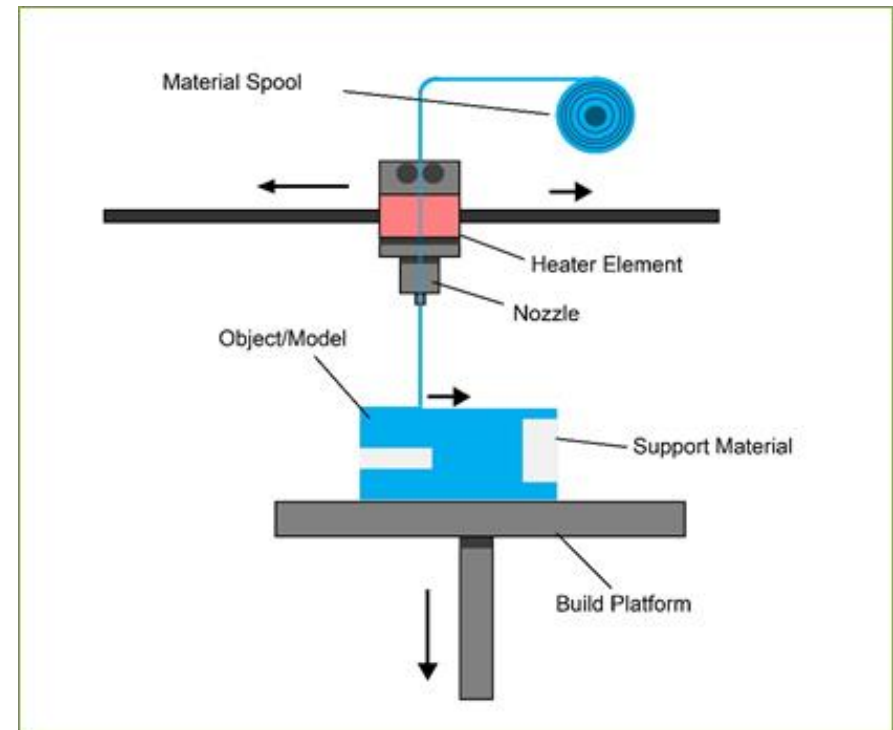 Material Spool
Heater Element
Nozzle
Object/Model
Support Material
Build Platform